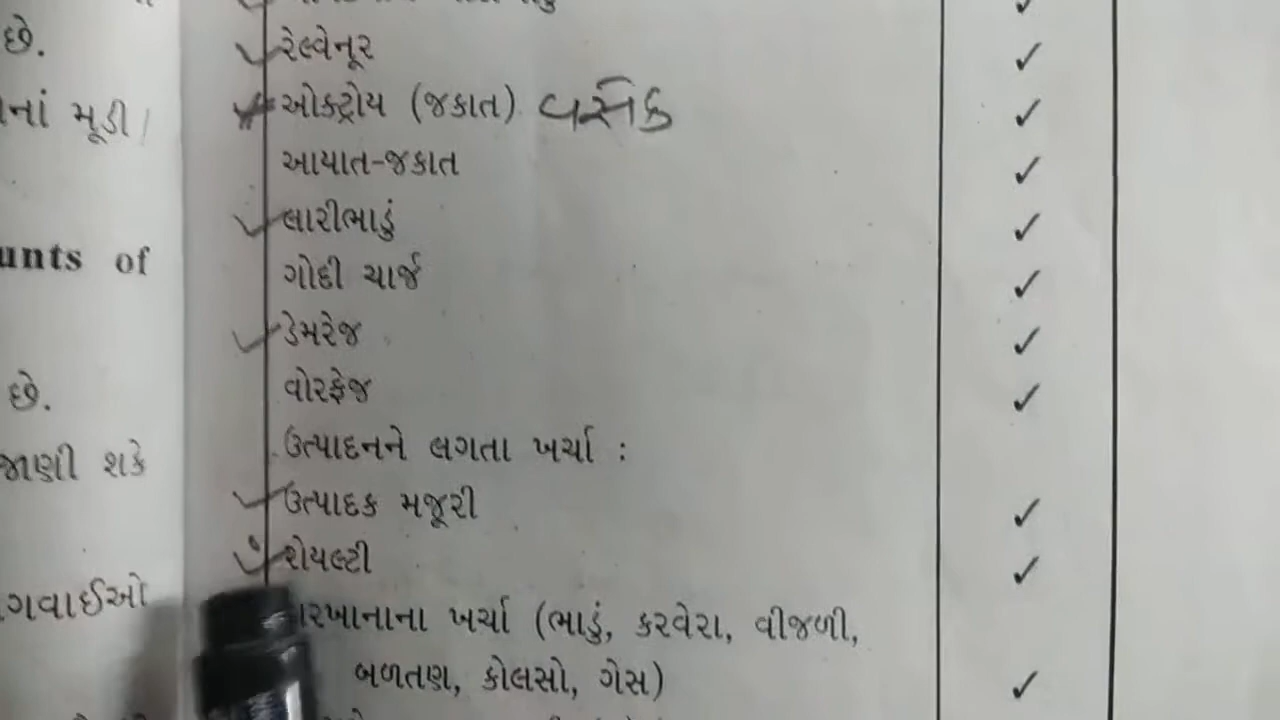 છે.
મૂડી
unts of
છે.
જાણી શકે
ગવાઈઓ
રેલ્વેનૂર
ઓક્ટ્રોય (જકાત)
આયાત-જકાત
લારીભાડું
ગોદી ચાર્જ
ડેમરેજ
વોરફેજ
ઉત્પાદનને લગતા ખર્ચા :
ઉત્પાદક મજૂરી
રોયલ્ટી
ારખાનાના ખર્ચા (ભાડું, કરવેરા, વીજળી,
બળતણ, કોલસો, ગેસ)